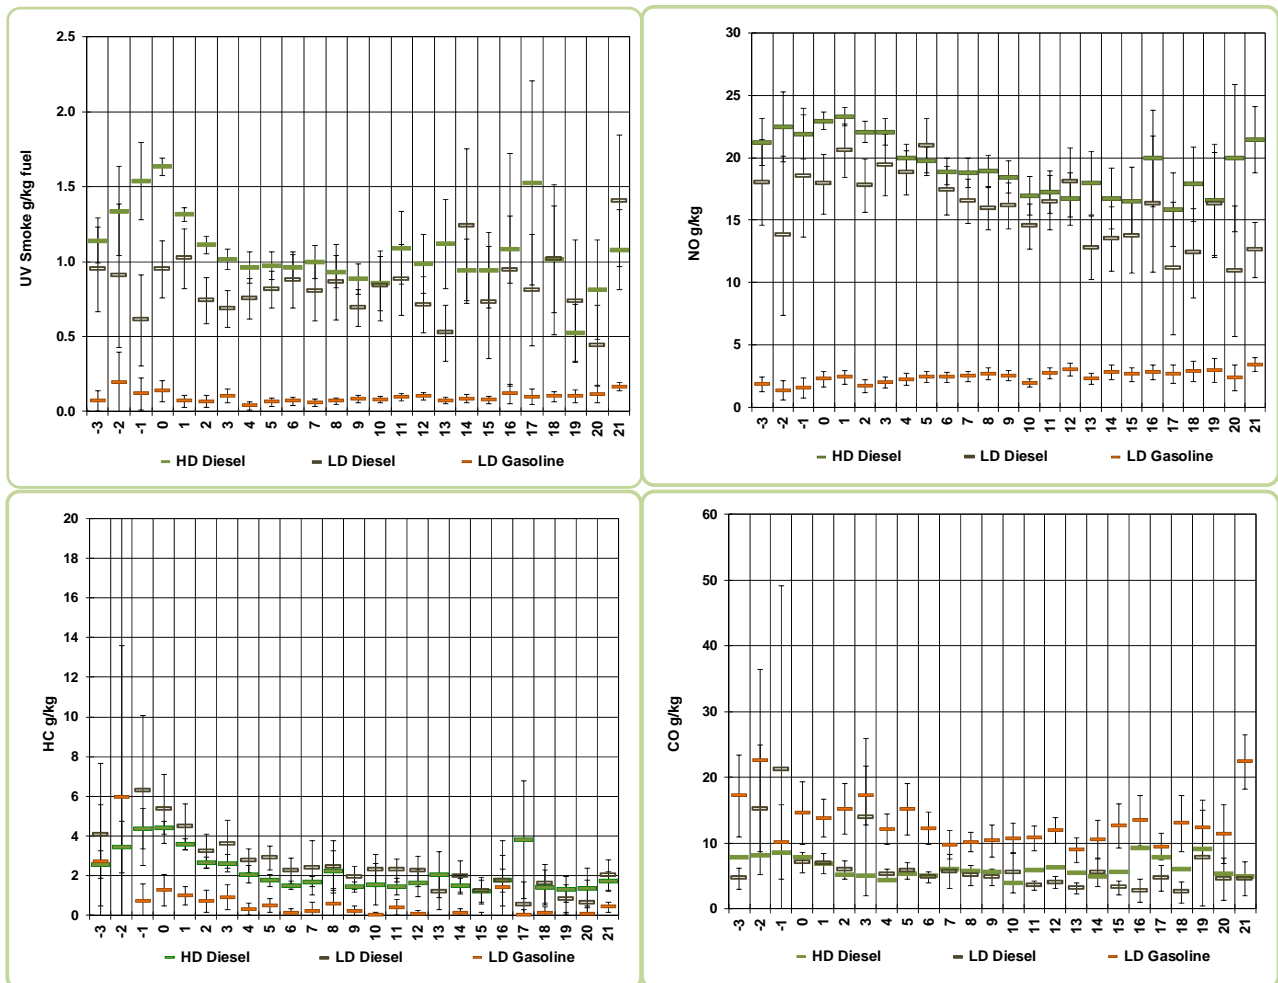 2.5
2.0
1.5
1.0
0.5
0.0
UV Smoke g/kg fuel
-3 -2 -1 0 1 2 3 4 5 6 7 8 9 10 11 12 13 14 15 16 17 18 19 20 21
HD Diesel LD Diesel LD Gasoline
30
25
20
15
10
5
0
NO g/kg
-3 -2 -1 0 1 2 3 4 5 6 7 8 9 10 11 12 13 14 15 16 17 18 19 20 21
HD Diesel LD Diesel LD Gasoline
20
18
16
14
12
10
8
6
4
2
0
HC g/kg
-3 -2 -1 0 1 2 3 4 5 6 7 8 9 10 11 12 13 14 15 16 17 18 19 20 21
HD Diesel LD Diesel LD Gasoline
60
50
40
30
20
10
0
CO g/kg
-3 -2 -1 0 1 2 3 4 5 6 7 8 9 10 11 12 13 14 15 16 17 18 19 20 21
HD Diesel LD Diesel LD Gasoline